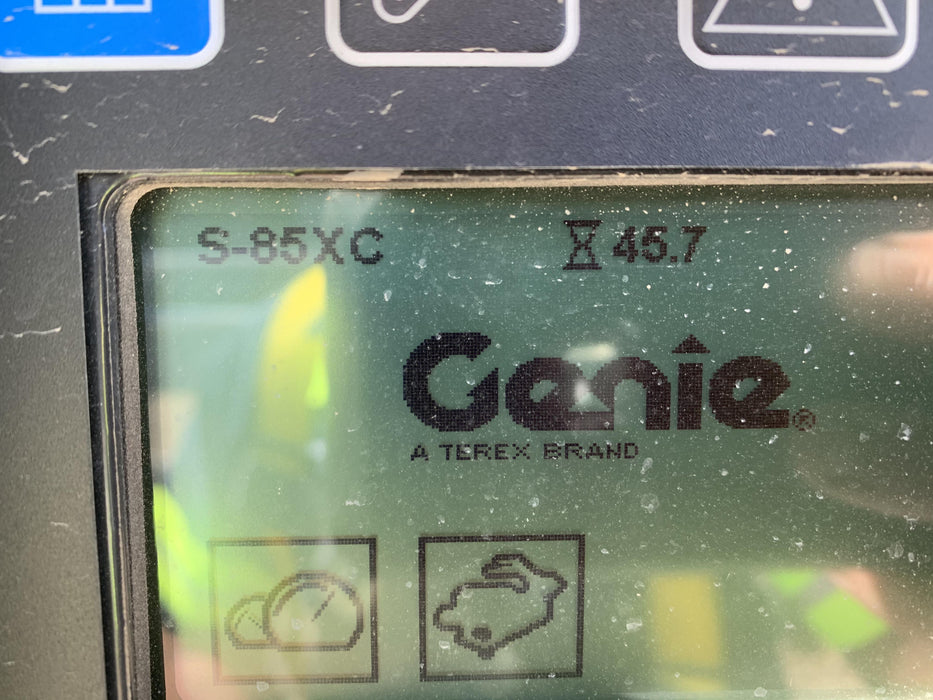 S-85XC
45.7
Genie®
A TEREX BRAND